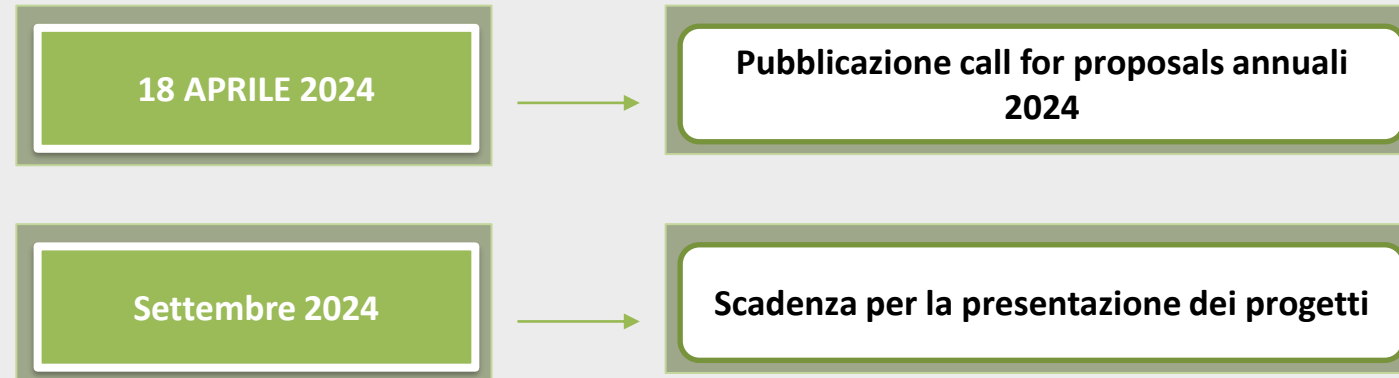 18 APRILE 2024
Pubblicazione call for proposals annuali
2024
Settembre 2024
Scadenza per la presentazione dei progetti